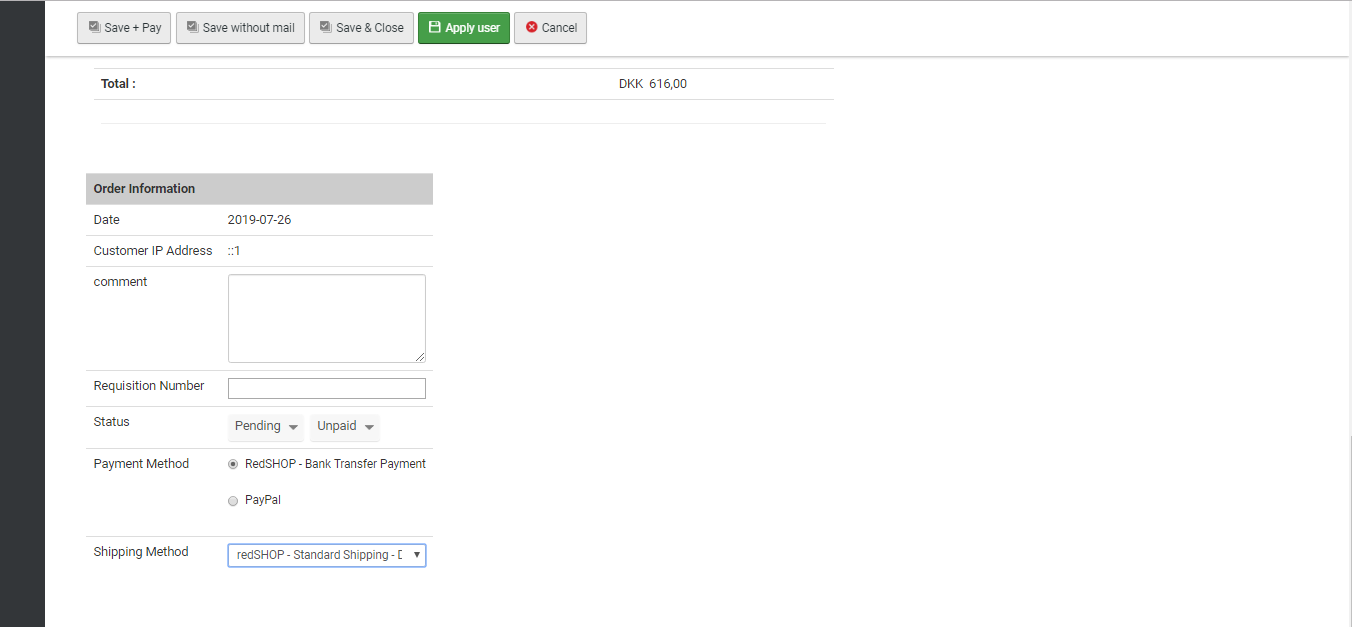 Save + Pay Save without mail Save & Close Apply user Cancel
Total : DKK 616,00
Order Information
Date 2019-07-26
Customer IP Address ::1
comment
Requisition Number
Status Pending Unpaid
Payment Method RedSHOP - Bank Transfer Payment
PayPal
Shipping Method redSHOP - Standard Shipping -